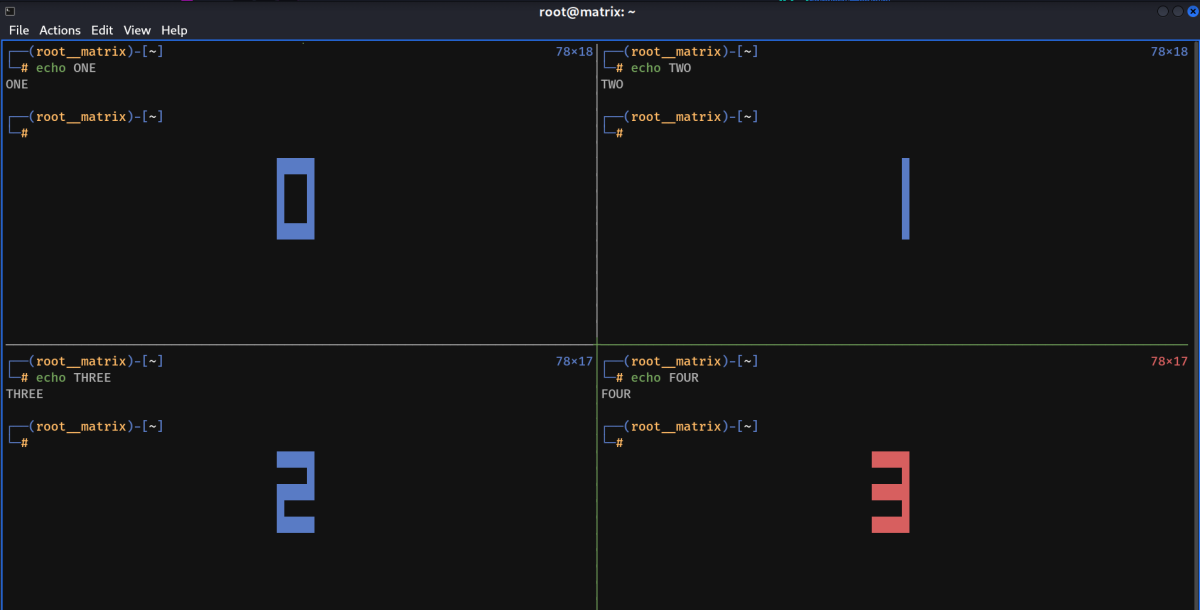 root@matrix: ~
File Actions Edit View Help
┌──(root__matrix)-[~] 78×18
└─# echo ONE
ONE
┌──(root__matrix)-[~]
└─#
0
┌──(root__matrix)-[~] 78×18
└─# echo TWO
TWO
┌──(root__matrix)-[~]
└─#
1
┌──(root__matrix)-[~] 78×17
└─# echo THREE
THREE
┌──(root__matrix)-[~]
└─#
2
┌──(root__matrix)-[~] 78×17
└─# echo FOUR
FOUR
┌──(root__matrix)-[~]
└─#
3